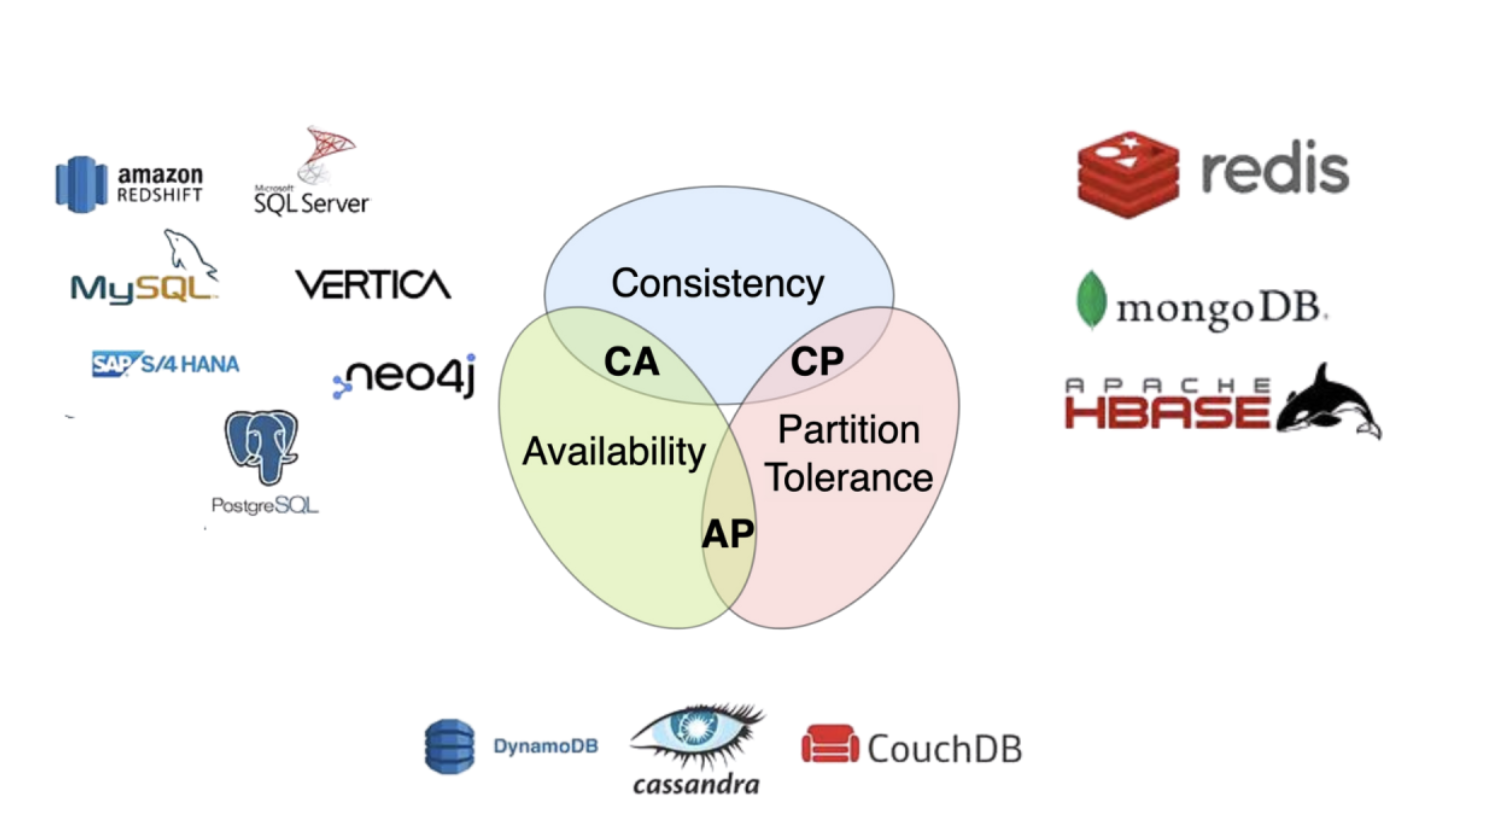 amazon
REDSHIFT
Microsoft
SQL Server
MySQL
VERTICA
SAP S/4 HANA
neo4j
PostgreSQL
Consistency
CA
CP
Availability
Partition
Tolerance
AP
redis
mongoDB
APACHE
HBASE
DynamoDB
cassandra
CouchDB